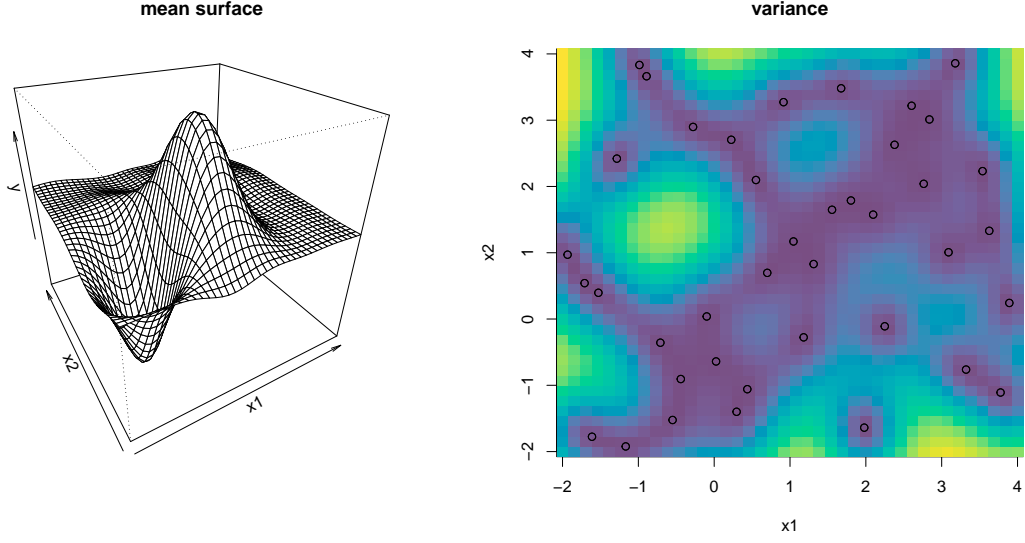 mean surface
y
x2
x1
variance
4
3
2
1
0
−1
−2
x2
−2 −1 0 1 2 3 4
x1